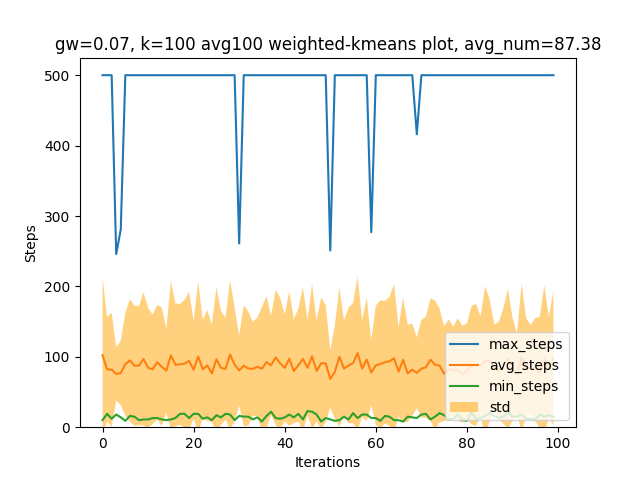 gw=0.07, k=100 avg100 weighted-kmeans plot, avg_num=87.38
500
400
300
200
100
0
Steps
max_steps
avg_steps
min_steps
std
0
20
40
60
80
100
Iterations